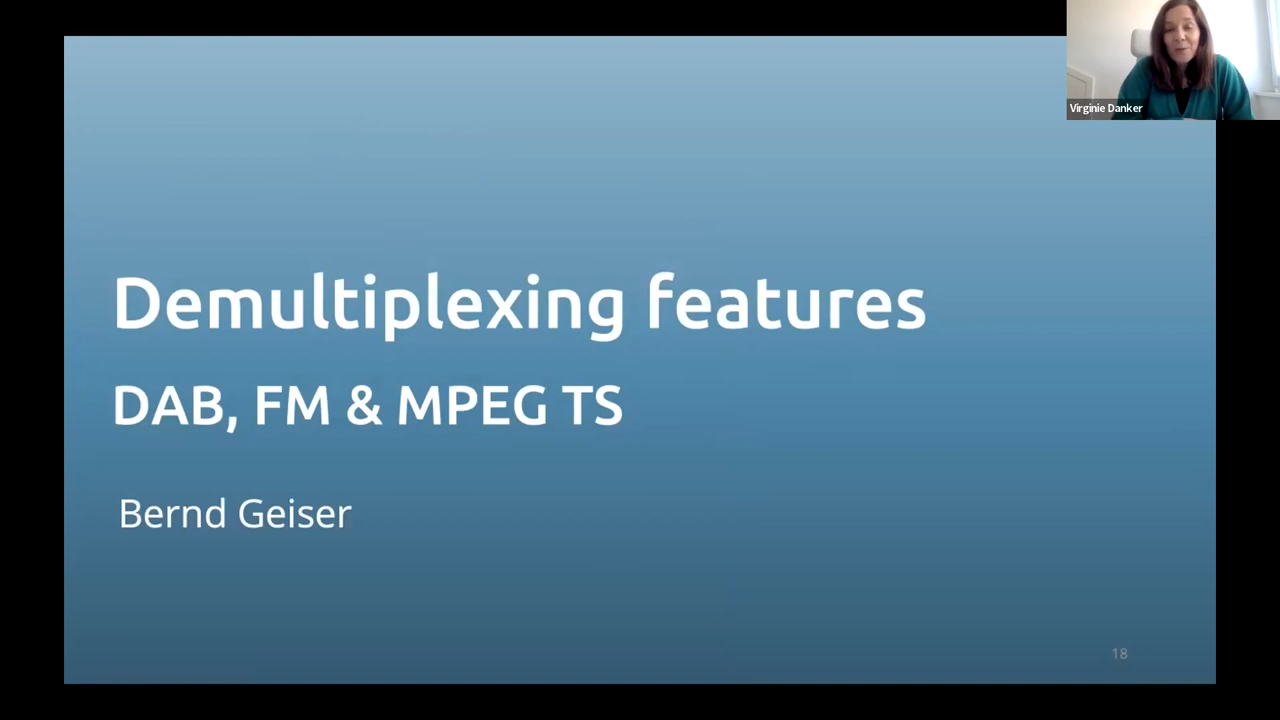 Virginie Danker
Demultiplexing features
DAB, FM & MPEG TS
Bernd Geiser
18